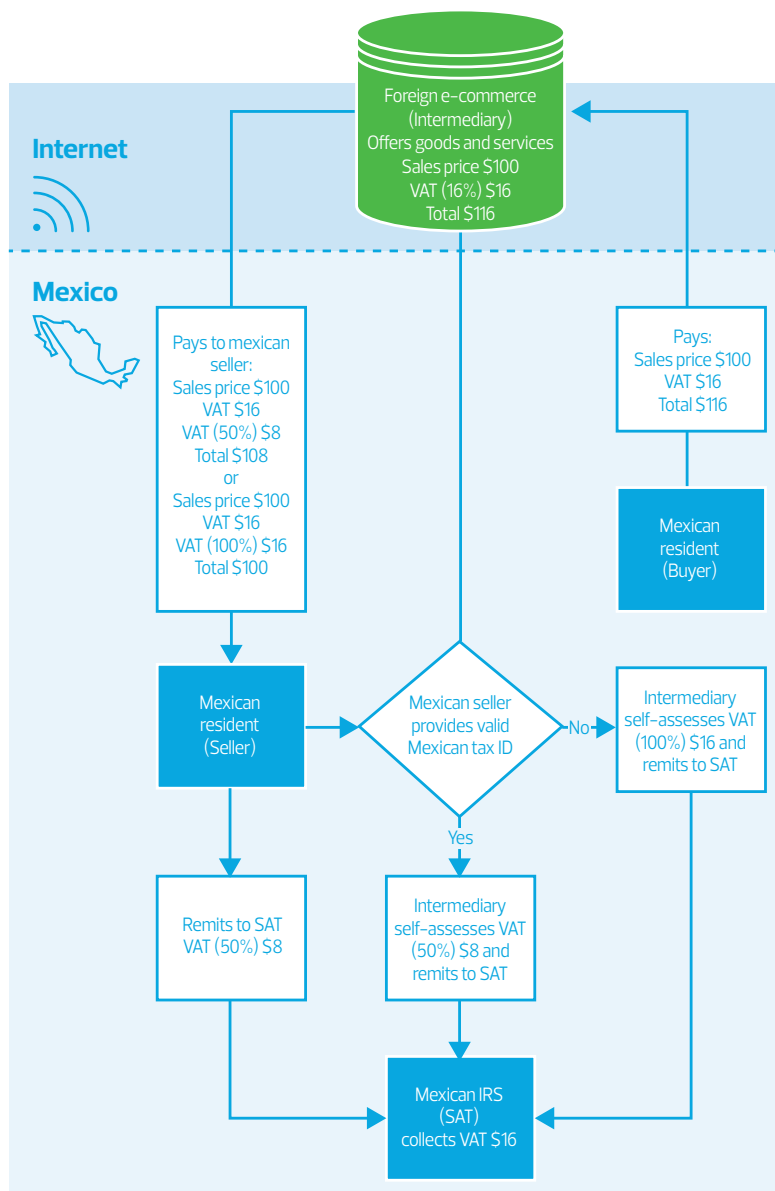 Foreign e-commerce
(Intermediary)
Offers goods and services
Sales price $100
VAT (16%) $16
Total $116
Internet
Mexico
Pays to mexican
seller:
Sales price $100
VAT $16
VAT (50%) $8
Total $108
or
Sales price $100
VAT $16
VAT (100%) $16
Total $100
Pays:
Sales price $100
VAT $16
Total $116
Mexican
resident
(Buyer)
Mexican
resident
(Seller)
Mexican seller
provides valid
Mexican tax ID
No
Intermediary
self-assesses VAT
(100%) $16 and
remits to SAT
Yes
Remits to SAT
VAT (50%) $8
Intermediary
self-assesses VAT
(50%) $8 and
remits to SAT
Mexican IRS
(SAT)
collects VAT $16